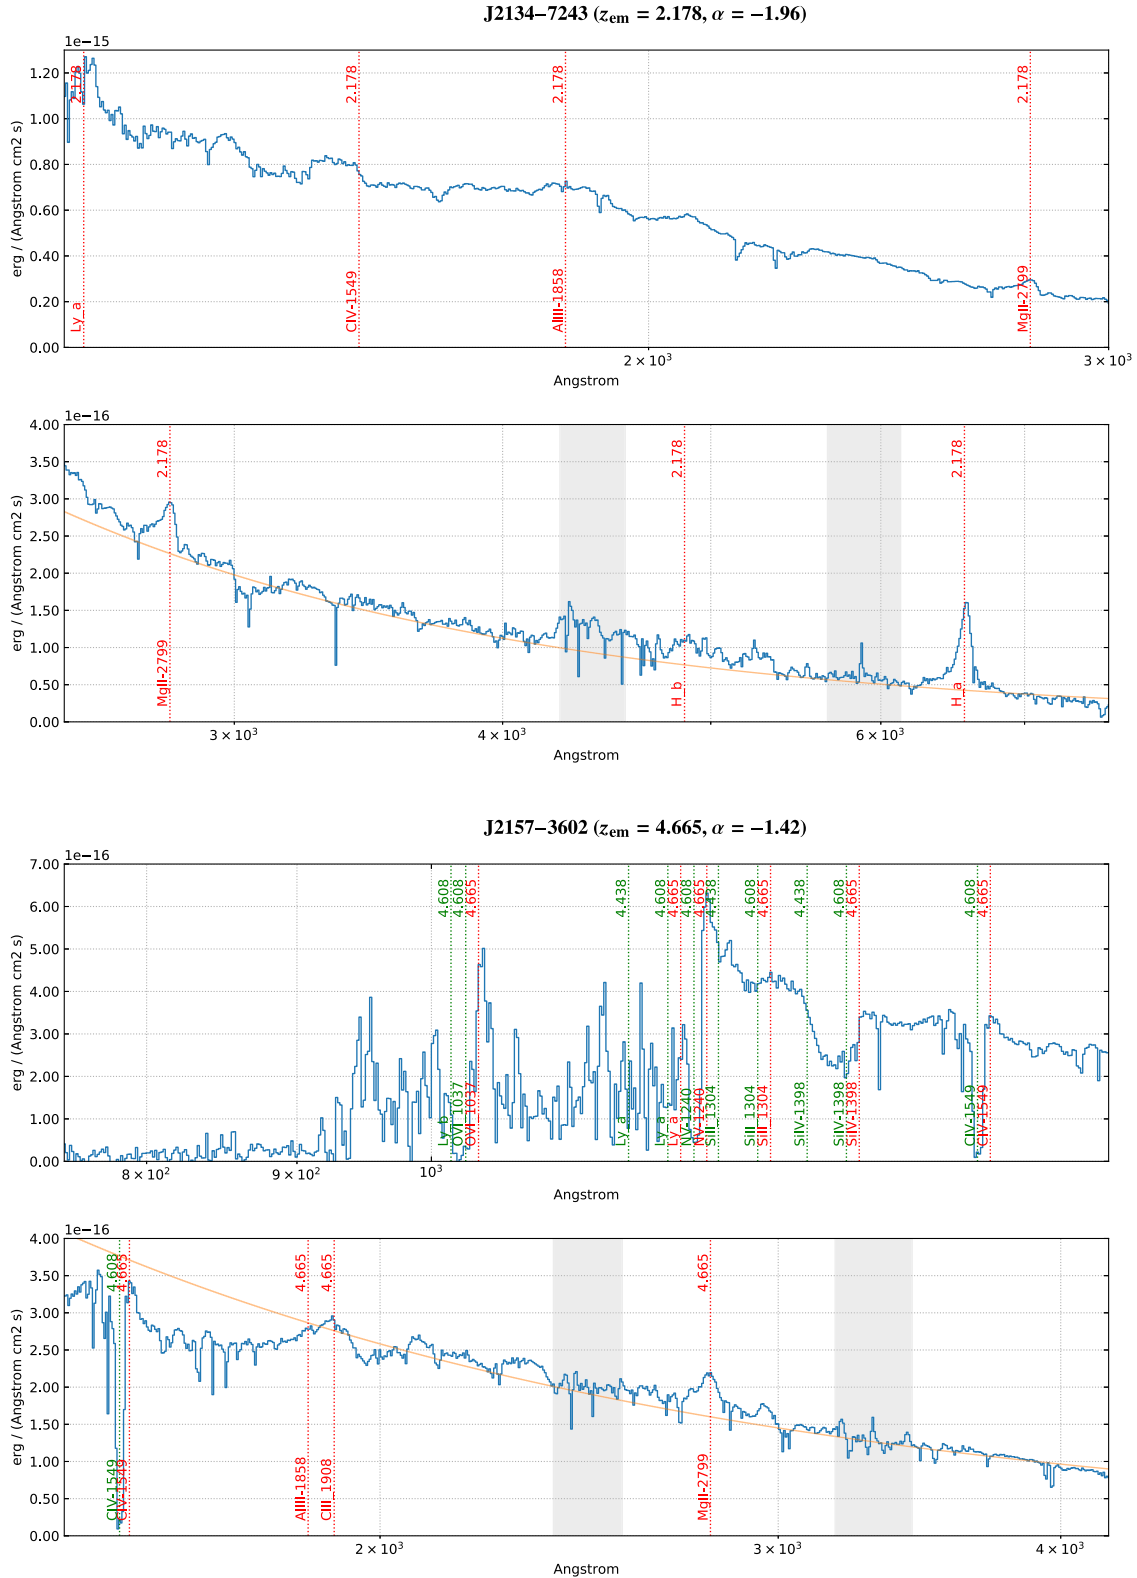 J2134−7243 (zem = 2.178, α = −1.96)
1e−15
1.20
1.00
0.80
0.60
0.40
0.20
0.00
erg / (Angstrom cm2 s)
2.178
2.178
2.178
2.178
Ly_a
CIV-1549
AlIII-1858
MgII-2799
2 × 10³
3 × 10³
Angstrom
1e−16
4.00
3.50
3.00
2.50
2.00
1.50
1.00
0.50
0.00
erg / (Angstrom cm2 s)
2.178
2.178
2.178
MgII-2799
H_b
H_a
3 × 10³
4 × 10³
6 × 10³
Angstrom
J2157−3602 (zem = 4.665, α = −1.42)
1e−16
7.00
6.00
5.00
4.00
3.00
2.00
1.00
0.00
erg / (Angstrom cm2 s)
4.608
4.608
4.665
4.438
4.608
4.665
4.608
4.665
4.438
4.608
4.665
4.438
4.608
4.665
4.608
4.665
Ly_b
OVI_1037
OVI_1037
Ly_a
Ly_a
Ly_a
NV-1240
NV-1240
SiII_1304
SiII_1304
SiII_1304
SiIV-1398
SiIV-1398
SiIV-1398
CIV-1549
CIV-1549
8 × 10²
9 × 10²
10³
Angstrom
1e−16
4.00
3.50
3.00
2.50
2.00
1.50
1.00
0.50
0.00
erg / (Angstrom cm2 s)
4.608
4.665
4.665
4.665
4.665
CIV-1549
CIV-1549
AlIII-1858
CIII_1908
MgII-2799
2 × 10³
3 × 10³
4 × 10³
Angstrom